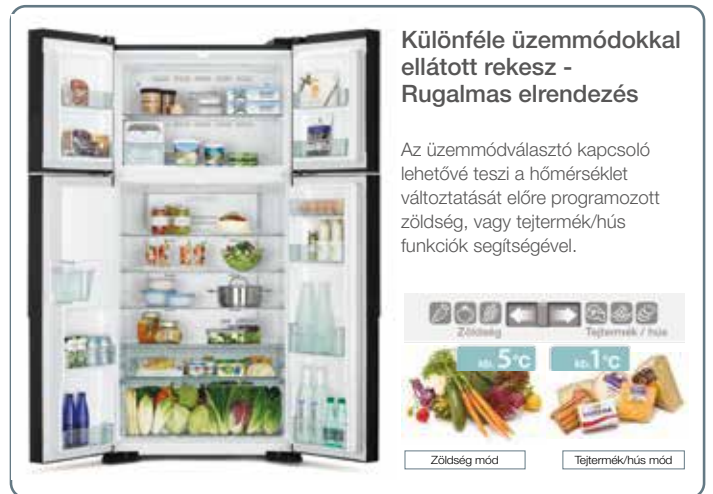 Különféle üzemmódokkal
ellátott rekesz -
Rugalmas elrendezés
Az üzemmódválasztó kapcsoló
lehetővé teszi a hőmérséklet
változtatását előre programozott
zöldség, vagy tejtermék/hús
funkciók segítségével.
Zöldség Tejtermék / hús
kb. 5°C kb. 1°C
Zöldség mód Tejtermék/hús mód